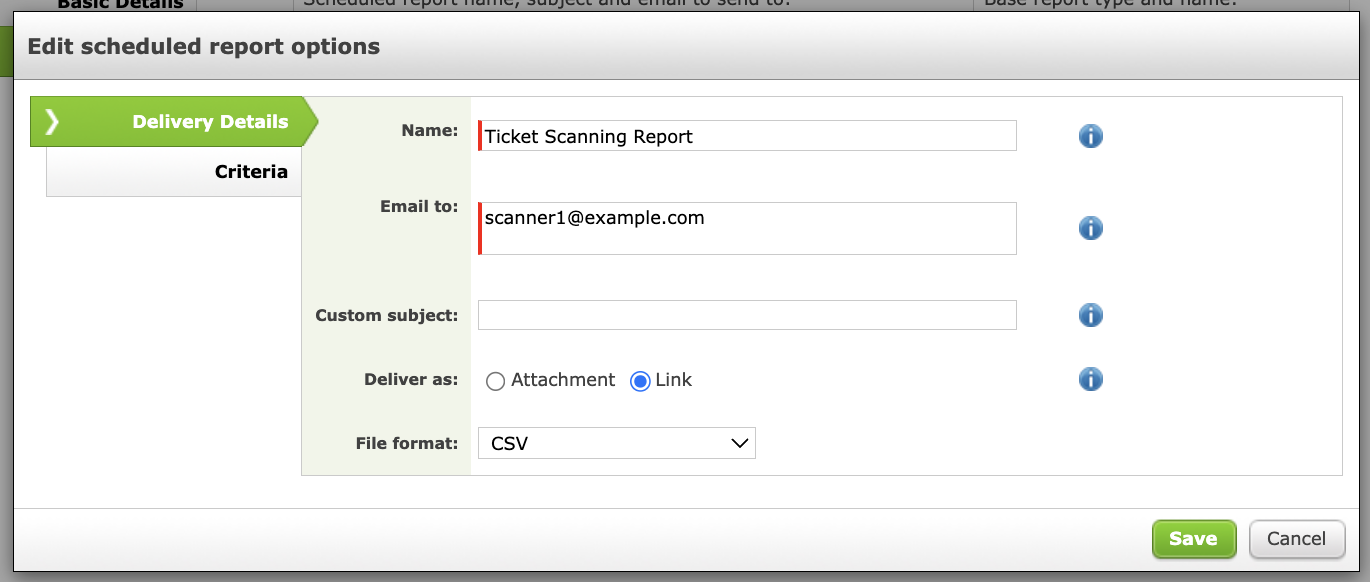 Basic Details
Scheduled report name, subject and email to send to.
Base report type and name.
Edit scheduled report options
Delivery Details
Criteria
Name:
Ticket Scanning Report
Email to:
scanner1@example.com
Custom subject:
Deliver as:
Attachment
Link
File format:
CSV
Save
Cancel